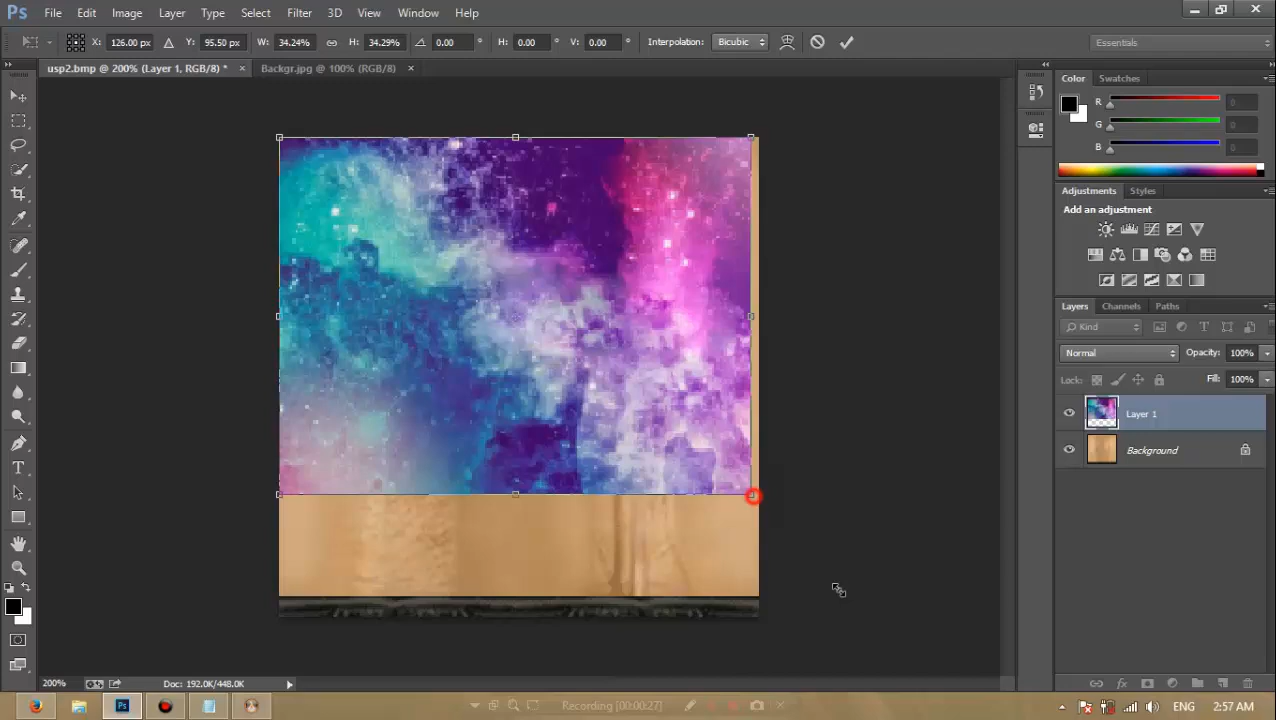 Ps File Edit Image Layer Type Select Filter 3D View Window Help
X: 126.00 px Y: 95.50 px W: 34.24% H: 34.29% 0.00 ° H: 0.00 ° V: 0.00 ° Interpolation: Bicubic Essentials
usp2.bmp @ 200% (Layer 1, RGB/8) * × Backgr.jpg @ 100% (RGB/8) ×
Color Swatches
R 0
G 0
B 0
Adjustments Styles
Add an adjustment
Layers Channels Paths
Kind
Normal Opacity: 100%
Lock: Fill: 100%
Layer 1
Background
200% Doc: 192.0K/448.0K
Recording [00:00:27]
ENG 2:57 AM